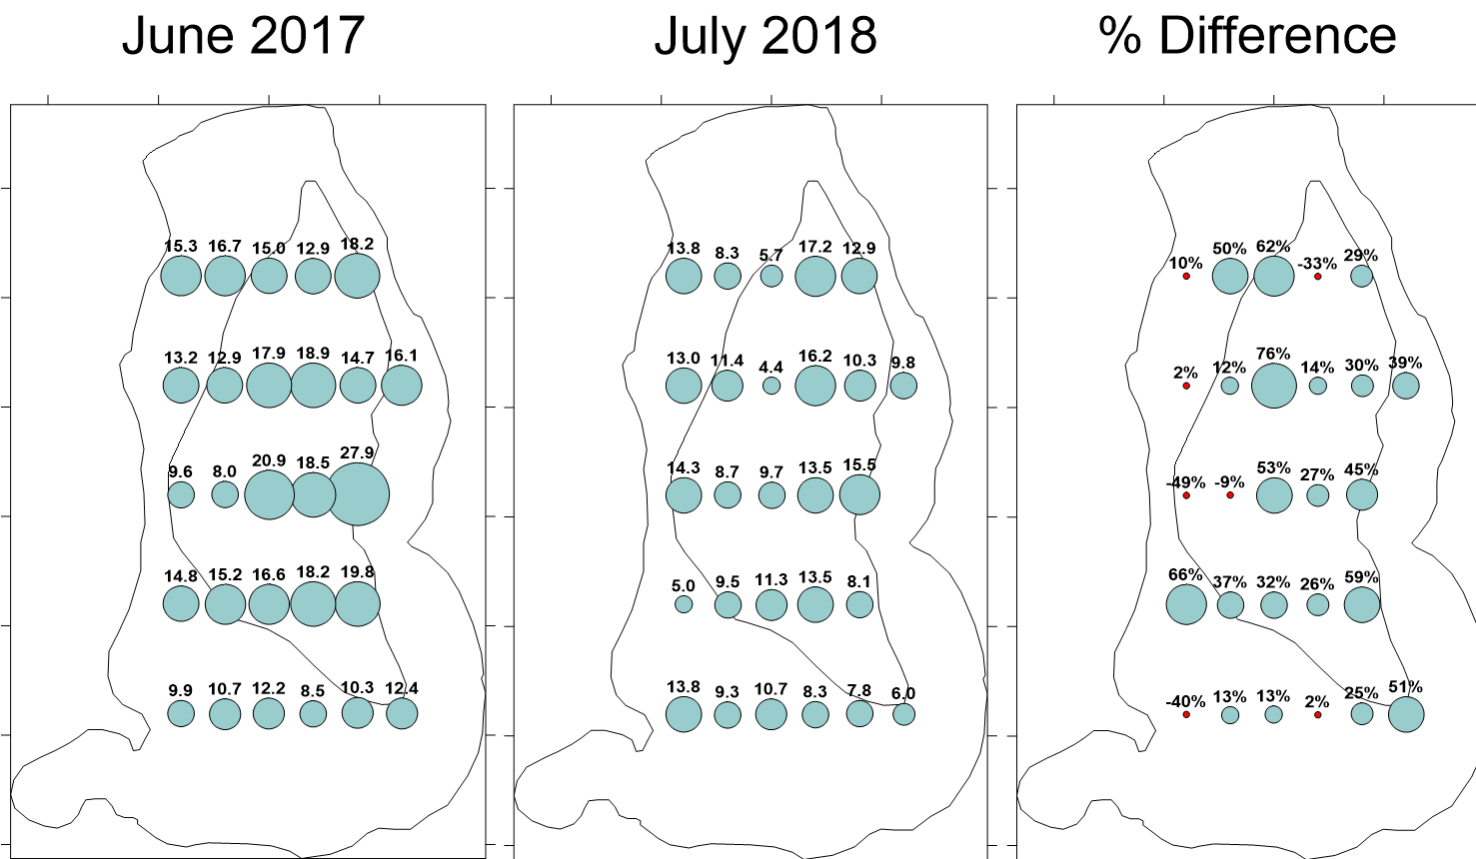 June 2017 July 2018 % Difference
15.3 16.7 15.0 12.9 18.2 13.8 8.3 5.7 17.2 12.9 10% 50% 62% -33% 29%
13.2 12.9 17.9 18.9 14.7 16.1 13.0 11.4 4.4 16.2 10.3 9.8 2% 12% 76% 14% 30% 39%
9.6 8.0 20.9 18.5 27.9 14.3 8.7 9.7 13.5 15.5 -49% -9% 53% 27% 45%
14.8 15.2 16.6 18.2 19.8 5.0 9.5 11.3 13.5 8.1 66% 37% 32% 26% 59%
9.9 10.7 12.2 8.5 10.3 12.4 13.8 9.3 10.7 8.3 7.8 6.0 -40% 13% 13% 2% 25% 51%